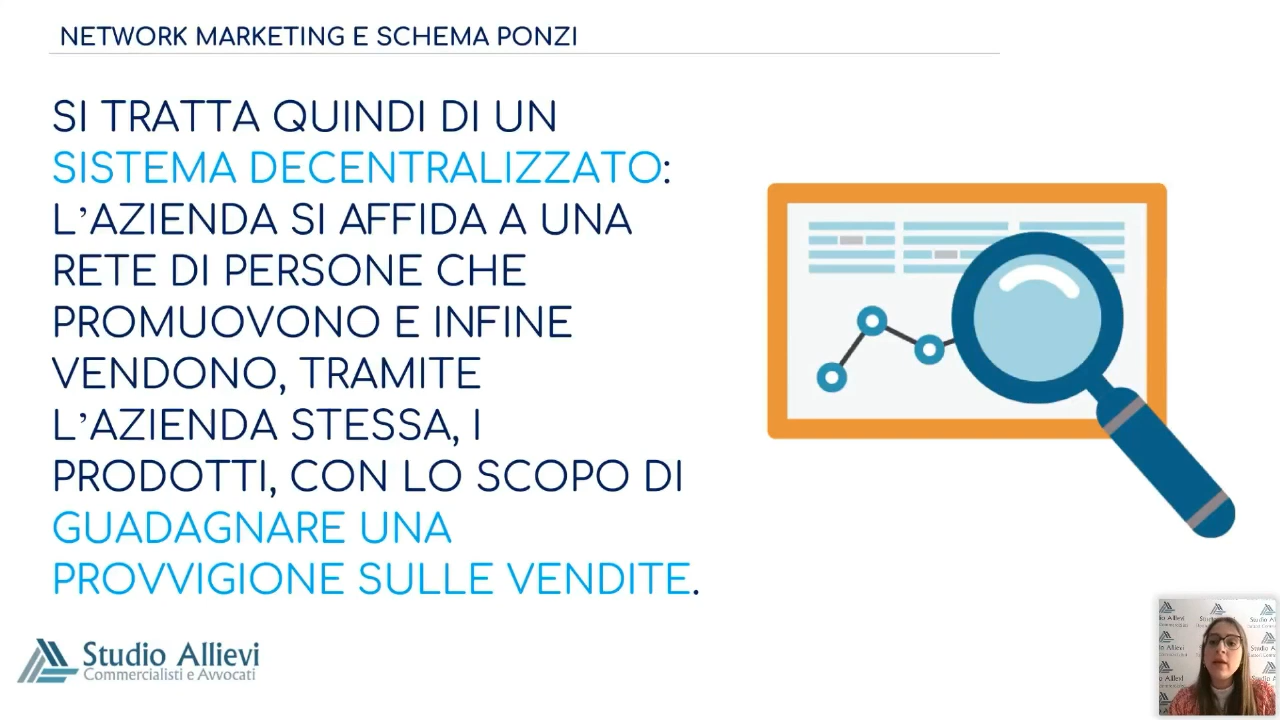 NETWORK MARKETING E SCHEMA PONZI
SI TRATTA QUINDI DI UN
SISTEMA DECENTRALIZZATO:
L’AZIENDA SI AFFIDA A UNA
RETE DI PERSONE CHE
PROMUOVONO E INFINE
VENDONO, TRAMITE
L’AZIENDA STESSA, I
PRODOTTI, CON LO SCOPO DI
GUADAGNARE UNA
PROVVIGIONE SULLE VENDITE.
Studio Allievi
Commercialisti e Avvocati